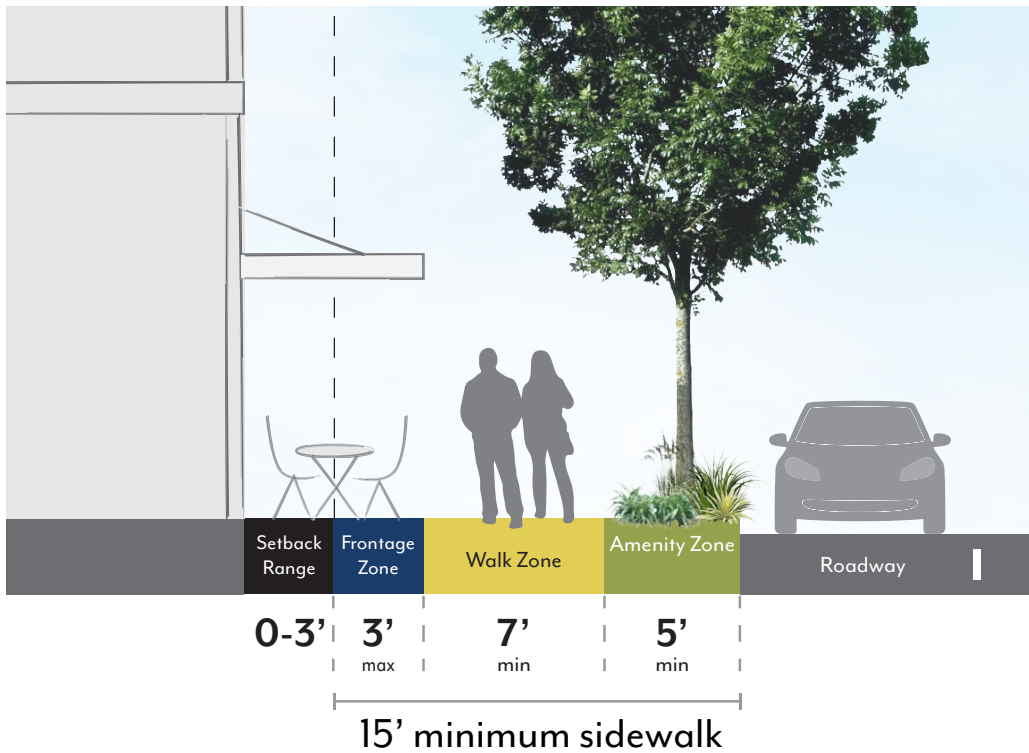 Setback
Range
Frontage
Zone
Walk Zone
Amenity Zone
Roadway
0-3’
3’
max
7’
min
5’
min
15’ minimum sidewalk